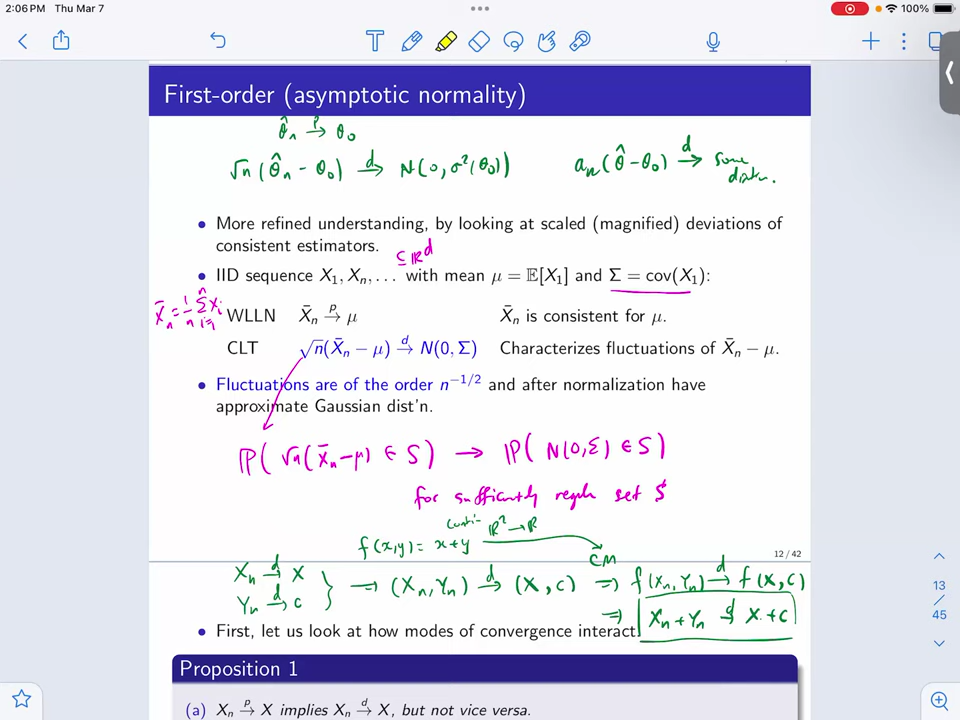 2:06 PM Thu Mar 7
100%
First-order (asymptotic normality)
θ̂ₙ →ᵖ θ₀
√n (θ̂ₙ - θ₀) →ᵈ N(0, σ²(θ₀))
aₙ (θ̂ - θ₀) →ᵈ some distn.
• More refined understanding, by looking at scaled (magnified) deviations of
consistent estimators.
⊆ ℝᵈ
• IID sequence X₁, Xₙ, . . . with mean μ = 𝔼[X₁] and Σ = cov(X₁):
X̄ₙ = 1/n Σⁿᵢ₌₁ Xᵢ
WLLN X̄ₙ →ᵖ μ X̄ₙ is consistent for μ.
CLT √n(X̄ₙ − μ) →ᵈ N(0, Σ) Characterizes fluctuations of X̄ₙ − μ.
• Fluctuations are of the order n⁻¹/² and after normalization have
approximate Gaussian dist'n.
ℙ( √n (X̄ₙ - μ) ∈ S) → ℙ( N(0,Σ) ∈ S)
for sufficiently regular set S
ℝ² → ℝ
f(x,y) = x+y
12 / 42
CM
Xₙ →ᵈ X
Yₙ →ᵈ c } ⟹ (Xₙ, Yₙ) →ᵈ (X, c) ⟹ f(Xₙ, Yₙ) →ᵈ f(X, c)
⟹ Xₙ + Yₙ →ᵈ X + c
• First, let us look at how modes of convergence interact.
13
/
45
Proposition 1
(a) Xₙ →ᵖ X implies Xₙ →ᵈ X, but not vice versa.